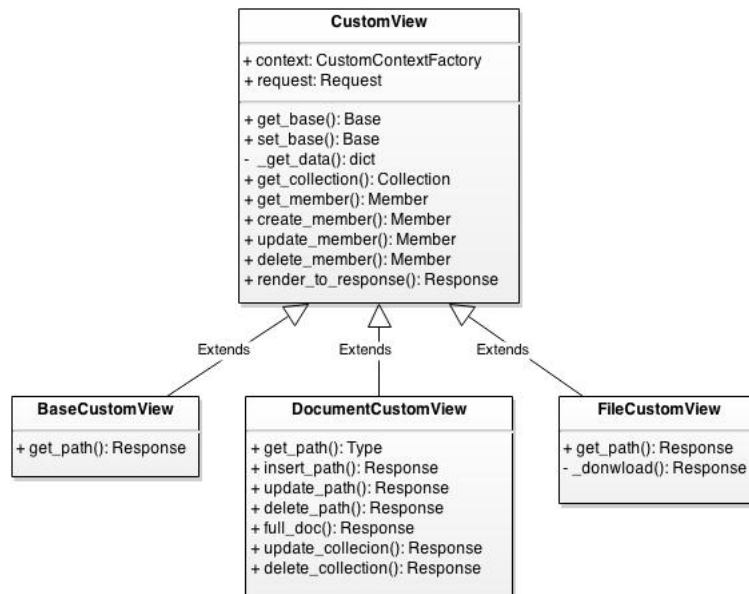 CustomView
+ context: CustomContextFactory
+ request: Request
+ get_base(): Base
+ set_base(): Base
- _get_data(): dict
+ get_collection(): Collection
+ get_member(): Member
+ create_member(): Member
+ update_member(): Member
+ delete_member(): Member
+ render_to_response(): Response
Extends
Extends
Extends
BaseCustomView
+ get_path(): Response
DocumentCustomView
+ get_path(): Type
+ insert_path(): Response
+ update_path(): Response
+ delete_path(): Response
+ full_doc(): Response
+ update_collecion(): Response
+ delete_collection(): Response
FileCustomView
+ get_path(): Response
- _donwload(): Response